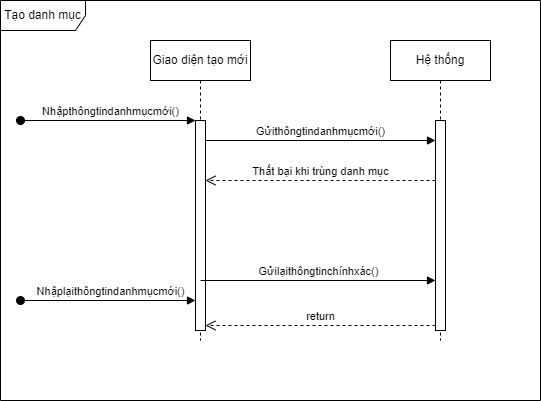 Tạo danh mục
Giao diện tạo mới
Hệ thống
Nhậpthôngtindanhmụcmới()
Gửithôngtindanhmụcmới()
Thất bại khi trùng danh mục
Gửilạithôngtinchínhxác()
Nhậplạithôngtindanhmụcmới()
return